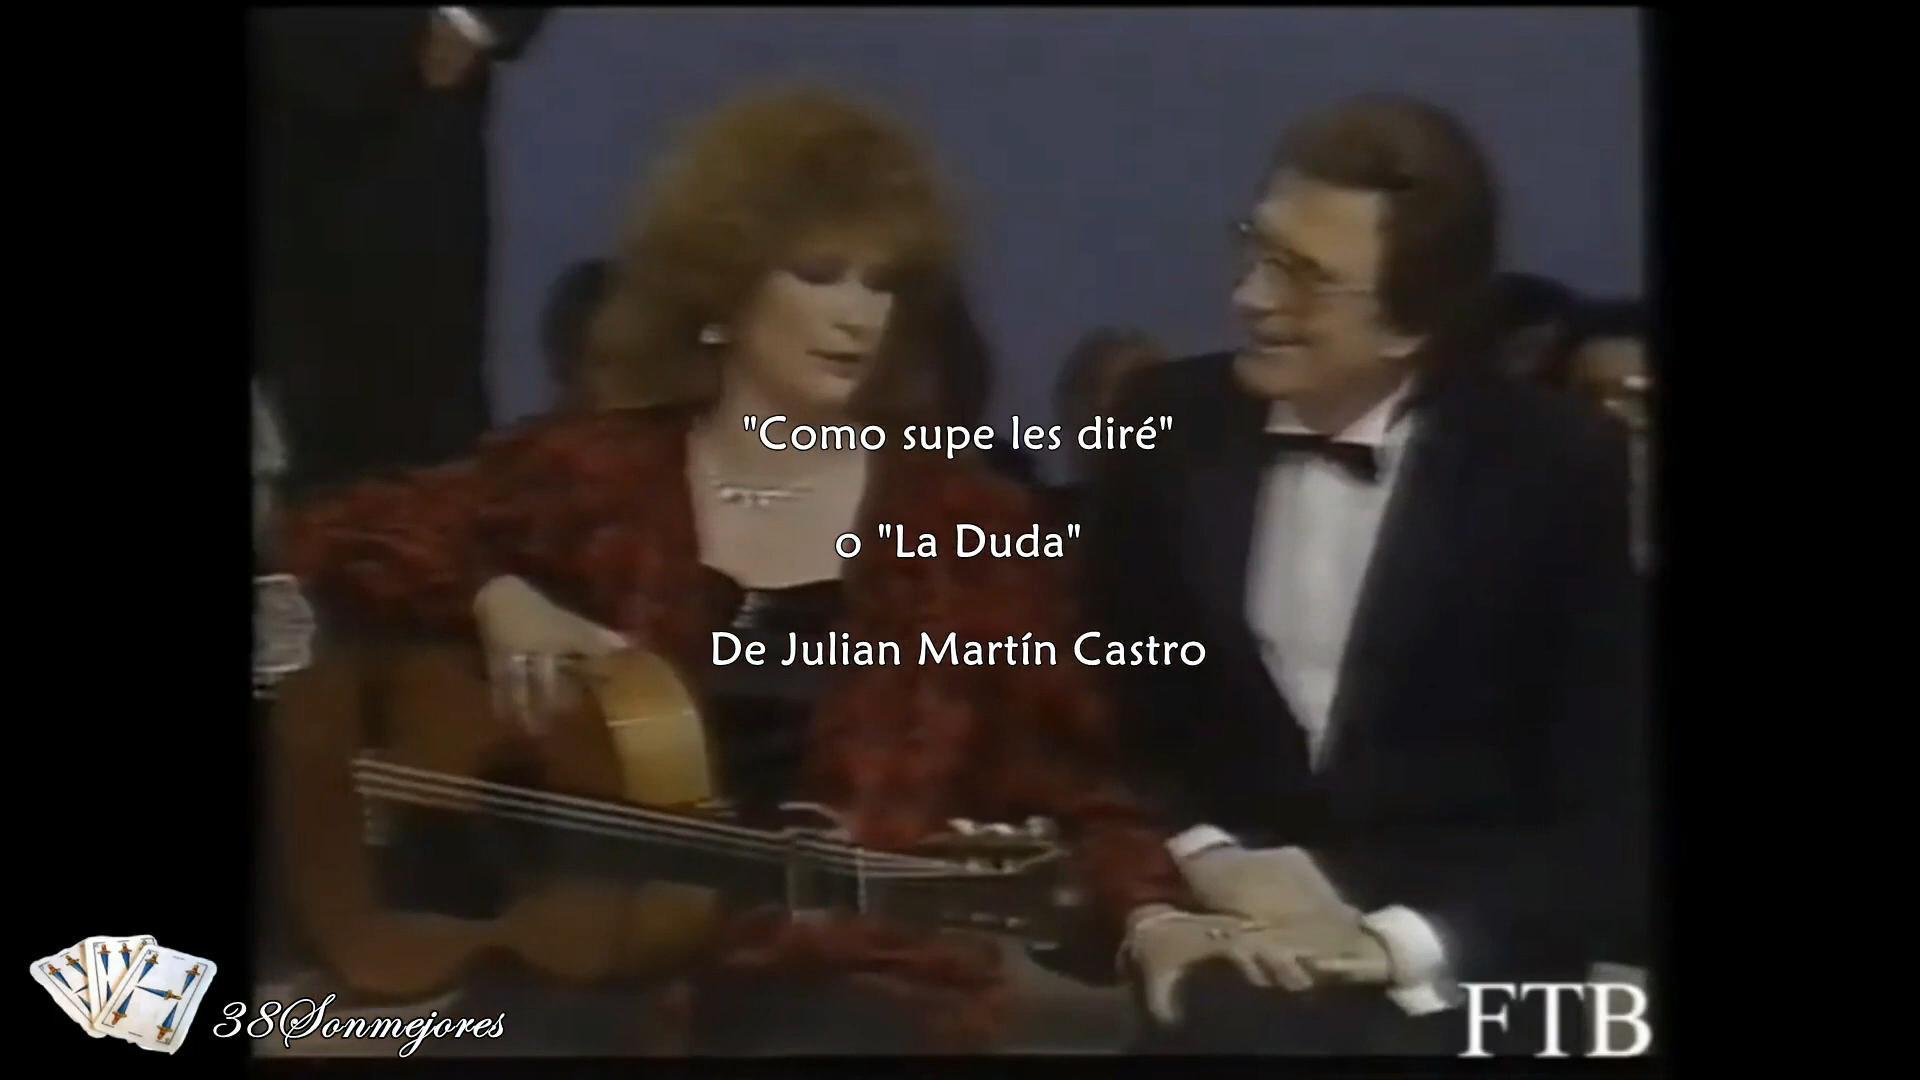 "Como supe les diré"
o "La Duda"
De Julian Martín Castro
38Sonmejores
FTB